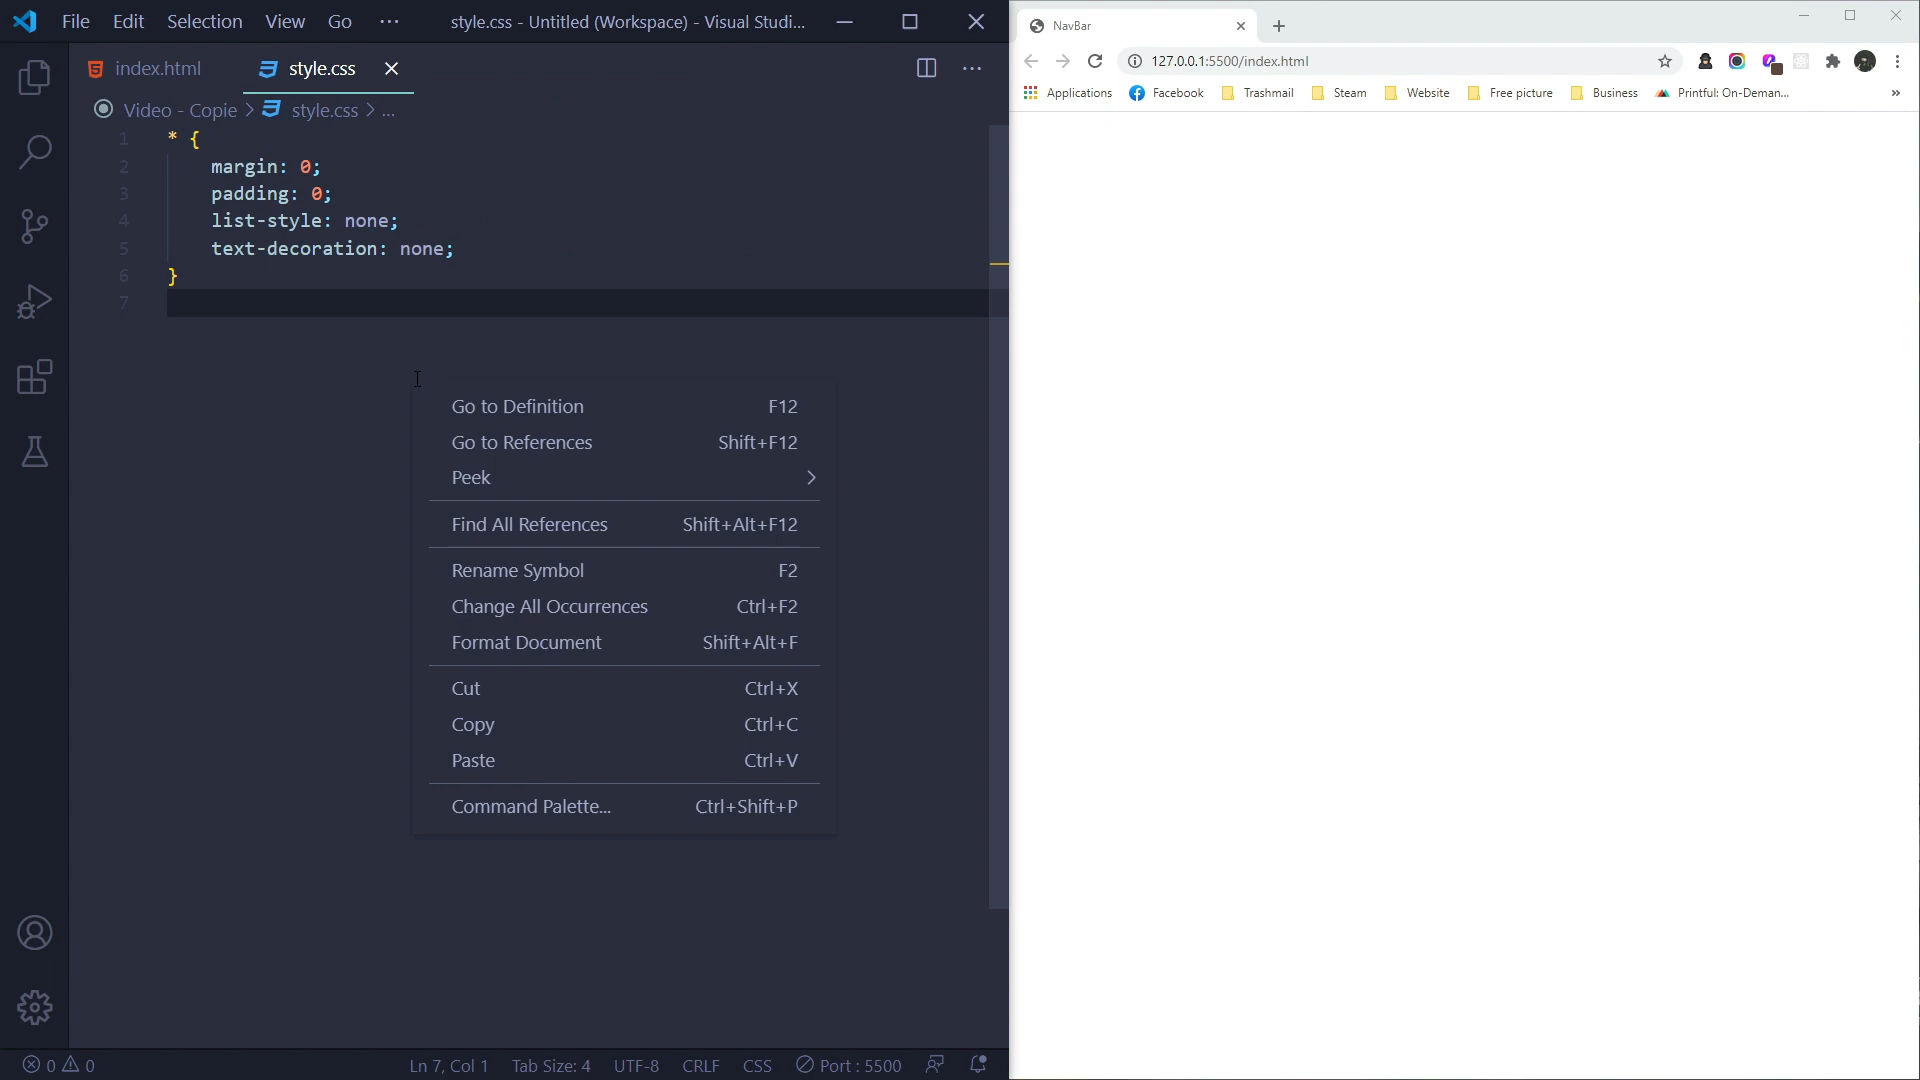 File Edit Selection View Go ··· style.css - Untitled (Workspace) - Visual Studi...
index.html style.css
Video - Copie > style.css > ...
1 * {
2 margin: 0;
3 padding: 0;
4 list-style: none;
5 text-decoration: none;
6 }
7
Go to Definition F12
Go to References Shift+F12
Peek
Find All References Shift+Alt+F12
Rename Symbol F2
Change All Occurrences Ctrl+F2
Format Document Shift+Alt+F
Cut Ctrl+X
Copy Ctrl+C
Paste Ctrl+V
Command Palette... Ctrl+Shift+P
0 0 Ln 7, Col 1 Tab Size: 4 UTF-8 CRLF CSS Port : 5500
NavBar
127.0.0.1:5500/index.html
Applications Facebook Trashmail Steam Website Free picture Business Printful: On-Deman... »